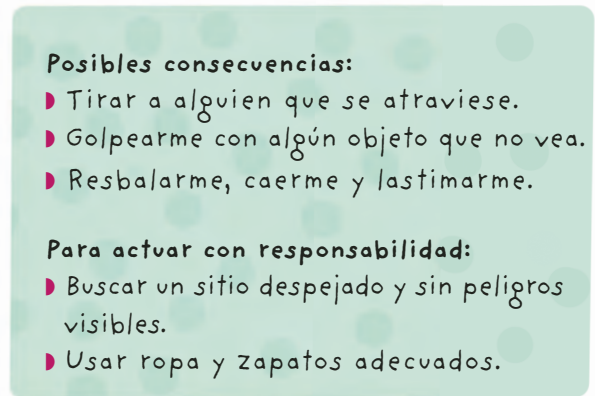 Posibles consecuencias:
Tirar a alguien que se atraviese.
Golpearme con algún objeto que no vea.
Resbalarme, caerme y lastimarme.
Para actuar con responsabilidad:
Buscar un sitio despejado y sin peligros
visibles.
Usar ropa y zapatos adecuados.